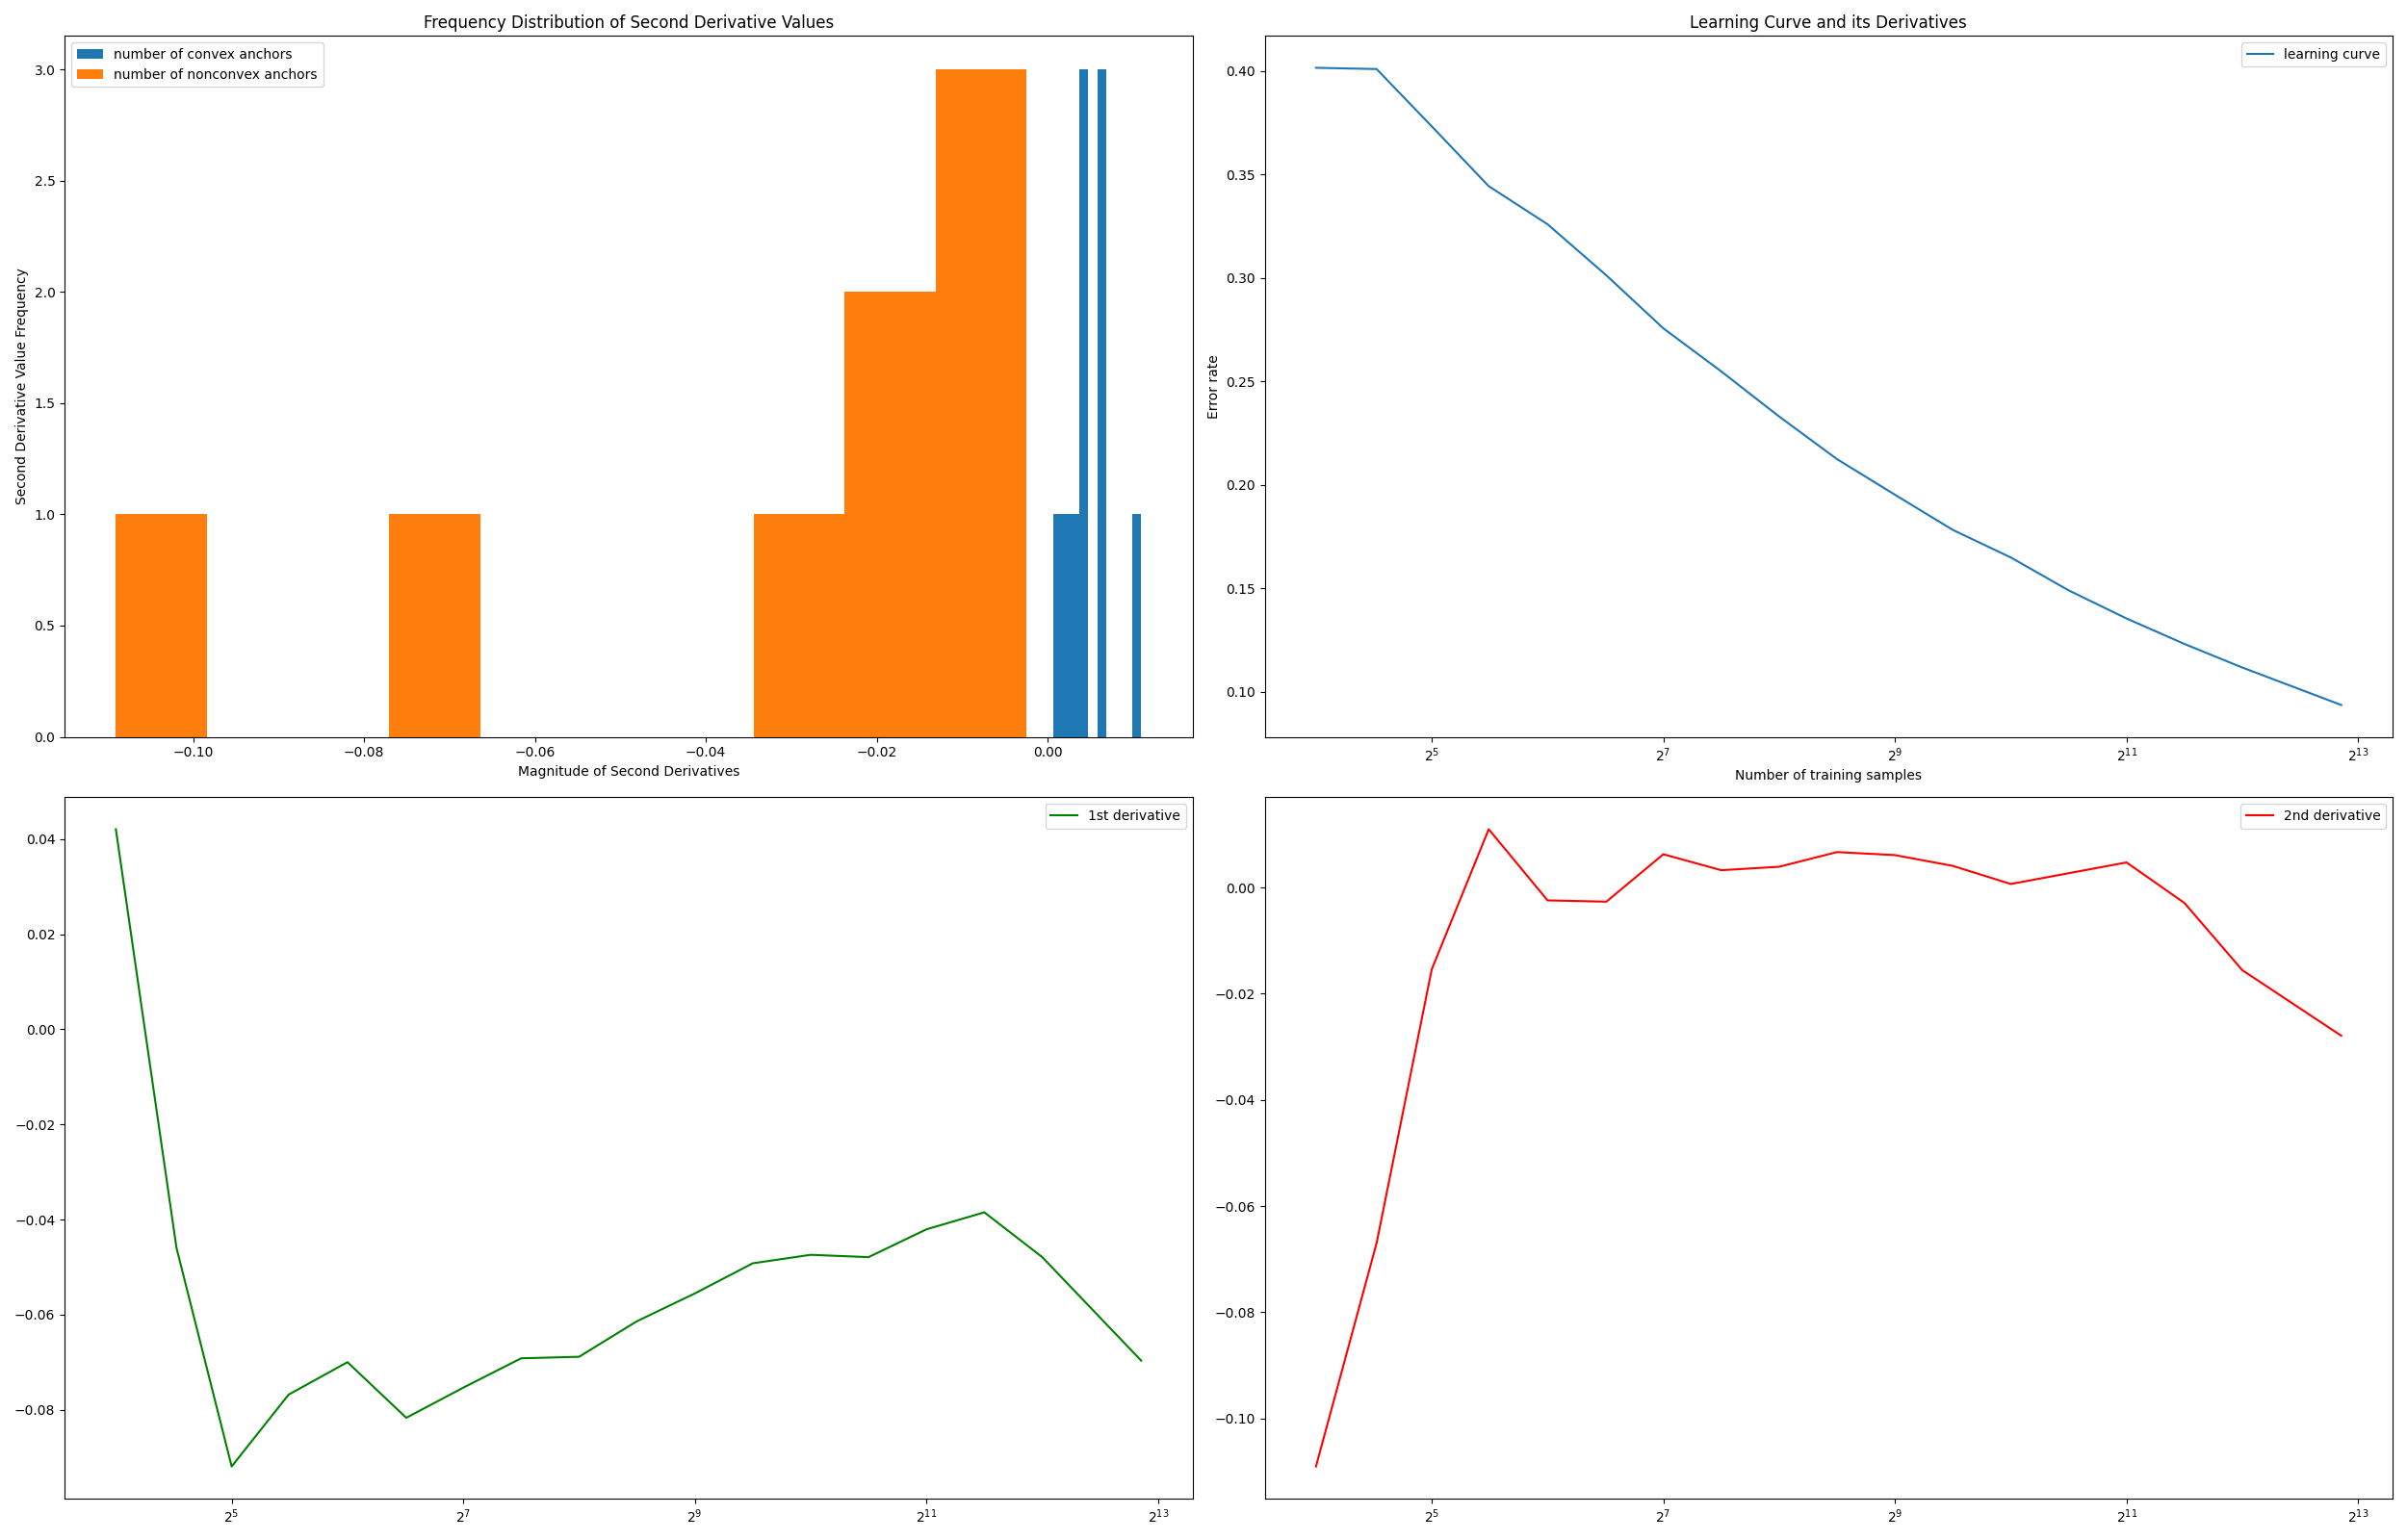 Frequency Distribution of Second Derivative Values
number of convex anchors
number of nonconvex anchors
3.0
2.5
2.0
1.5
1.0
0.5
0.0
Second Derivative Value Frequency
−0.10 −0.08 −0.06 −0.04 −0.02 0.00
Magnitude of Second Derivatives
Learning Curve and its Derivatives
learning curve
0.40
0.35
0.30
0.25
0.20
0.15
0.10
Error rate
2^5 2^7 2^9 2^11 2^13
Number of training samples
1st derivative
0.04
0.02
0.00
−0.02
−0.04
−0.06
−0.08
2^5 2^7 2^9 2^11 2^13
2nd derivative
0.00
−0.02
−0.04
−0.06
−0.08
−0.10
2^5 2^7 2^9 2^11 2^13